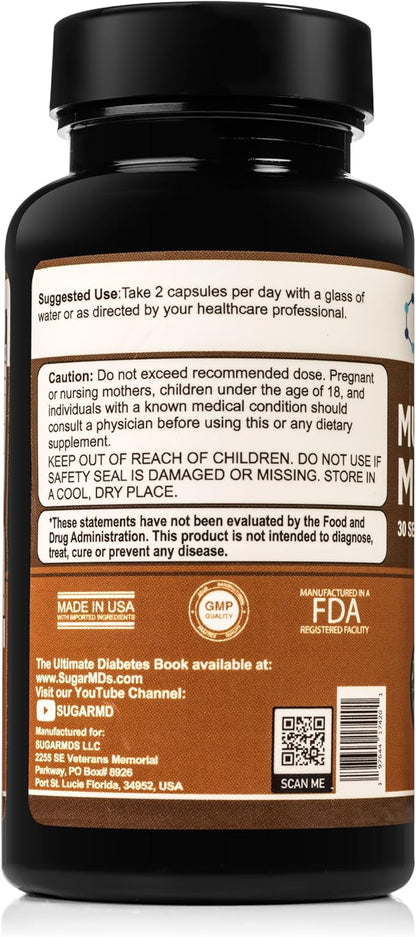 Suggested Use:Take 2 capsules per day with a glass of
water or as directed by your healthcare professional.
Caution: Do not exceed recommended dose. Pregnant
or nursing mothers, children under the age of 18, and
individuals with a known medical condition should
consult a physician before using this or any dietary
supplement.
KEEP OUT OF REACH OF CHILDREN. DO NOT USE IF
SAFETY SEAL IS DAMAGED OR MISSING. STORE IN
A COOL, DRY PLACE.
*These statements have not been evaluated by the Food and
Drug Administration. This product is not intended to diagnose,
treat, cure or prevent any disease.
MADE IN USA
WITH IMPORTED INGREDIENTS
GMP
QUALITY
MANUFACTURED IN A
FDA
REGISTERED FACILITY
The Ultimate Diabetes Book available at:
www.SugarMDs.com
Visit our YouTube Channel:
SUGARMD
Manufactured for:
SUGARMDS LLC
2255 SE Veterans Memorial
Parkway, PO Box# 8926
Port St. Lucie Florida, 34952, USA
SCAN ME
1 97644 17420 1
30 SE